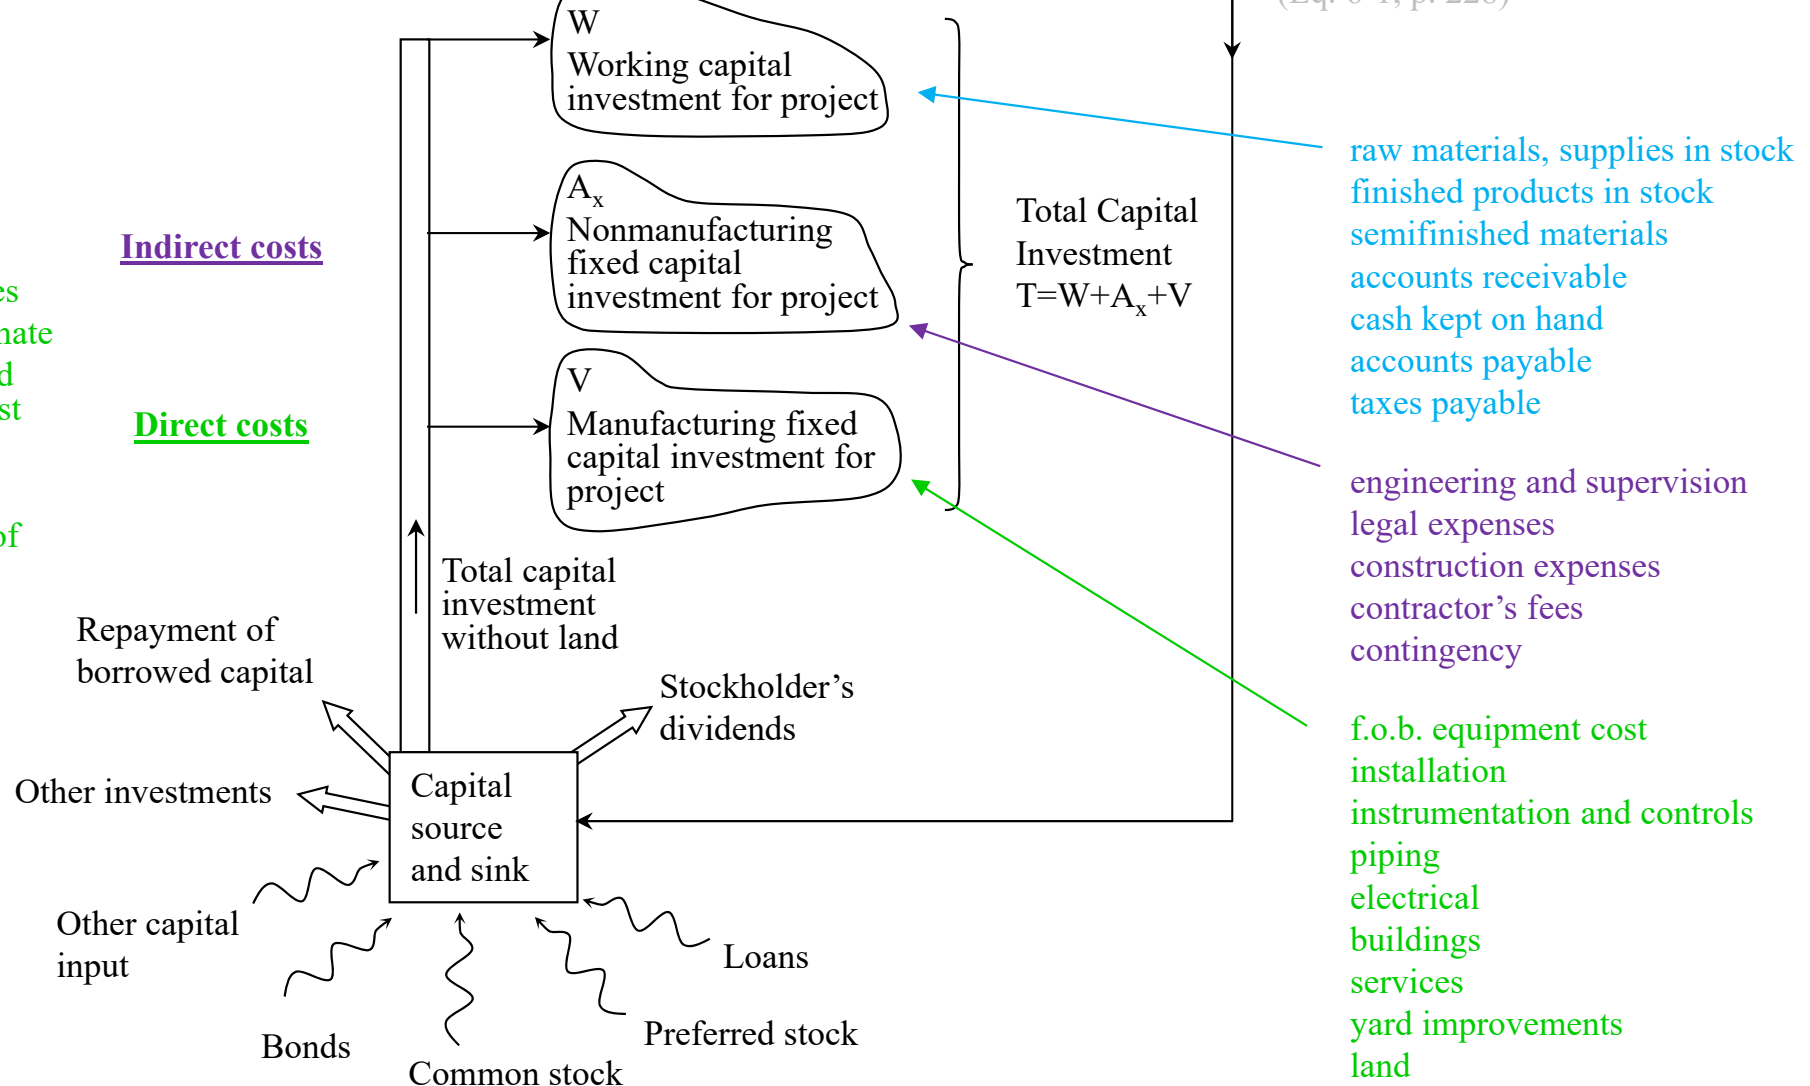 W
Working capital
investment for project
Aₓ
Nonmanufacturing
fixed capital
investment for project
V
Manufacturing fixed
capital investment for
project
Indirect costs
Direct costs
es
nate
d
st
of
Total Capital
Investment
T=W+Aₓ+V
raw materials, supplies in stock
finished products in stock
semifinished materials
accounts receivable
cash kept on hand
accounts payable
taxes payable
engineering and supervision
legal expenses
construction expenses
contractor’s fees
contingency
f.o.b. equipment cost
installation
instrumentation and controls
piping
electrical
buildings
services
yard improvements
land
Total capital
investment
without land
Repayment of
borrowed capital
Stockholder’s
dividends
Other investments
Capital
source
and sink
Other capital
input
Bonds
Common stock
Preferred stock
Loans